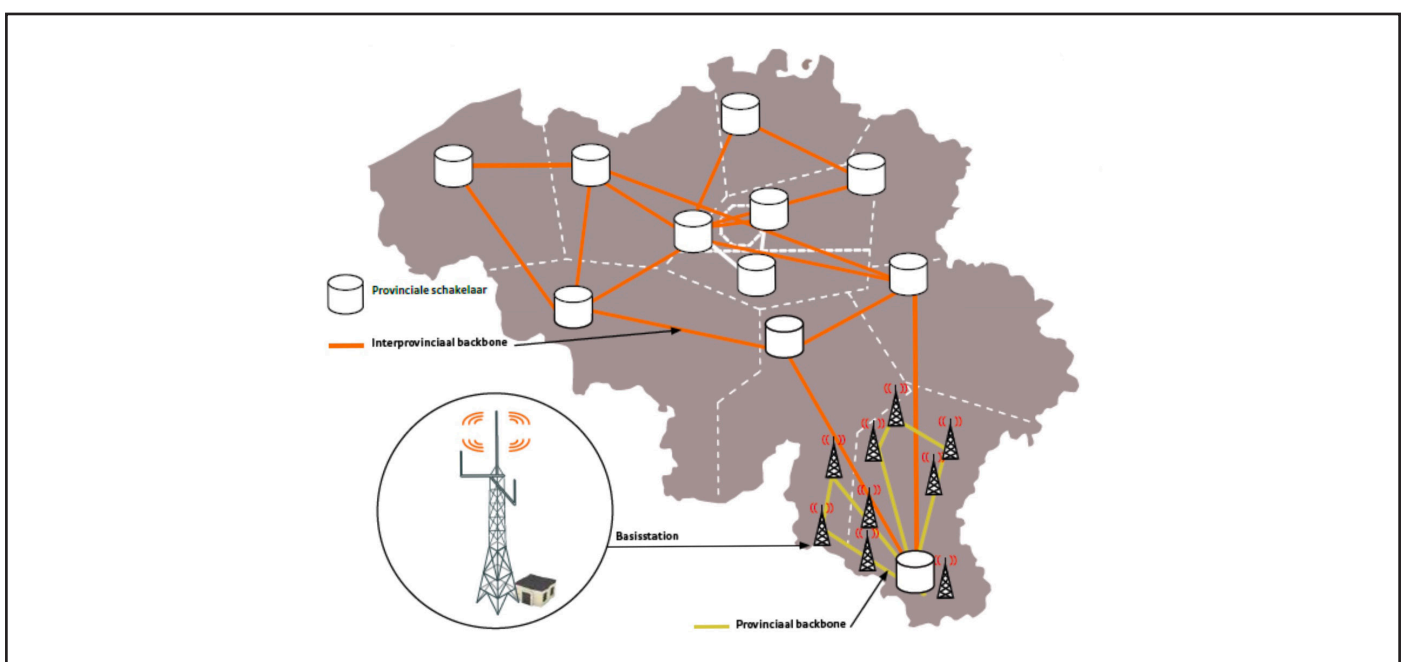 Provinciale schakelaar
Interprovinciaal backbone
Basisstation
Provinciaal backbone